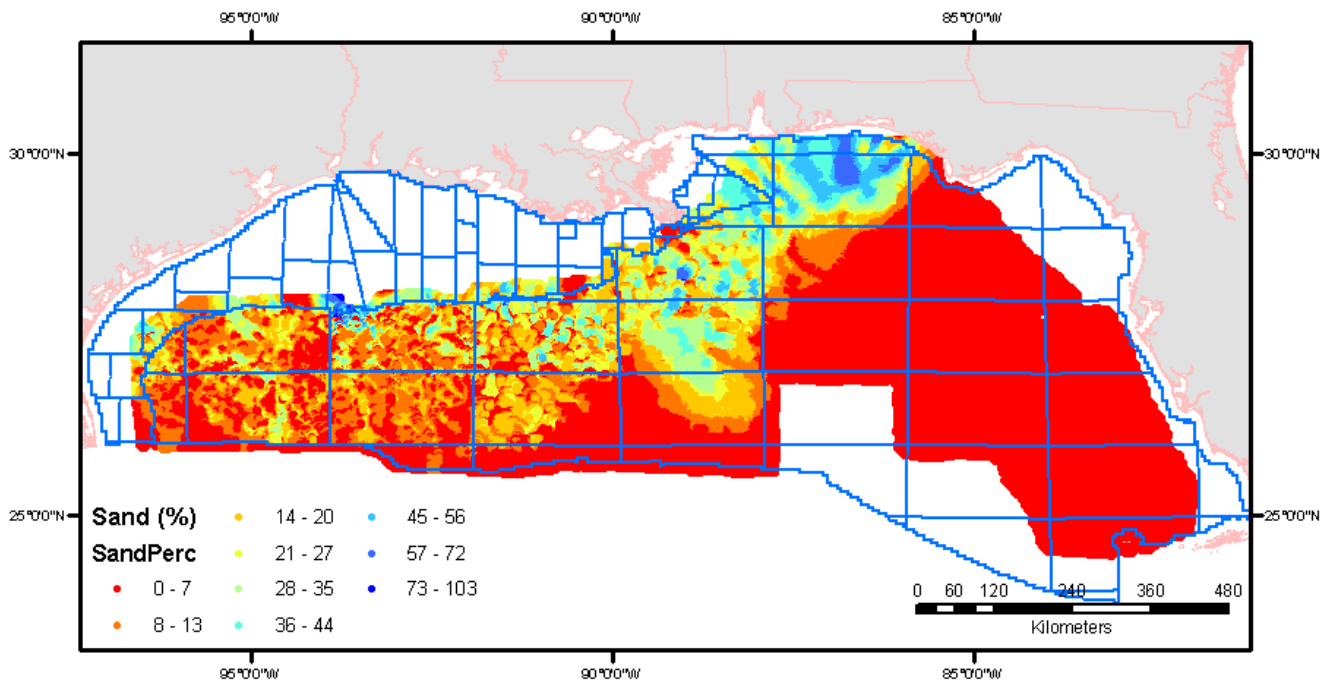 95°0'0"W 90°0'0"W 85°0'0"W
30°0'0"N 30°0'0"N
25°0'0"N 25°0'0"N
Sand (%)
SandPerc
0 - 7
8 - 13
14 - 20
21 - 27
28 - 35
36 - 44
45 - 56
57 - 72
73 - 103
0 60 120 240 360 480
Kilometers
95°0'0"W 90°0'0"W 85°0'0"W